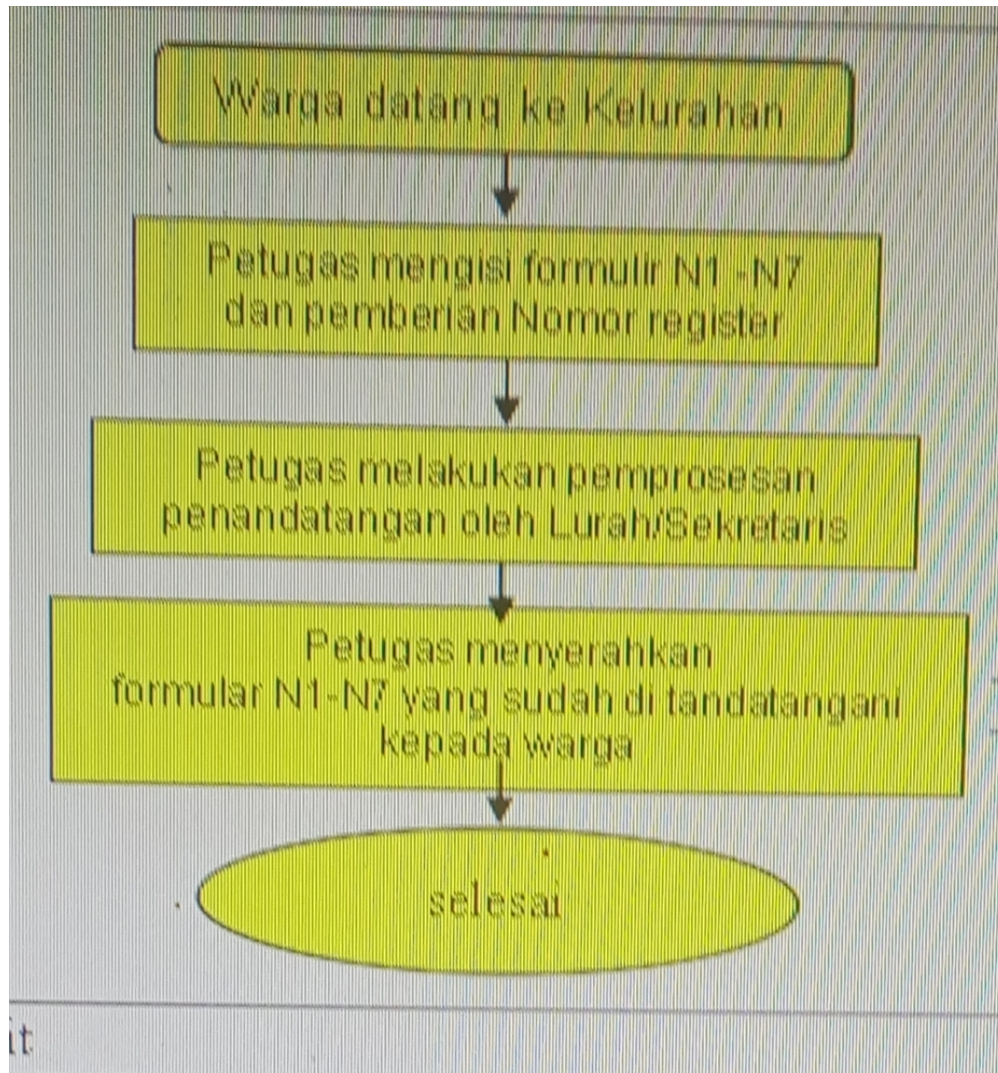 Warga datang ke Kelurahan
Petugas mengisi formulir N1 -N7
dan pemberian Nomor register
Petugas melakukan pemprosesan
penandatangan oleh Lurah/Sekretaris
Petugas menyerahkan
formular N1-N7 yang sudah di tandatangani
kepada warga
selesai
it